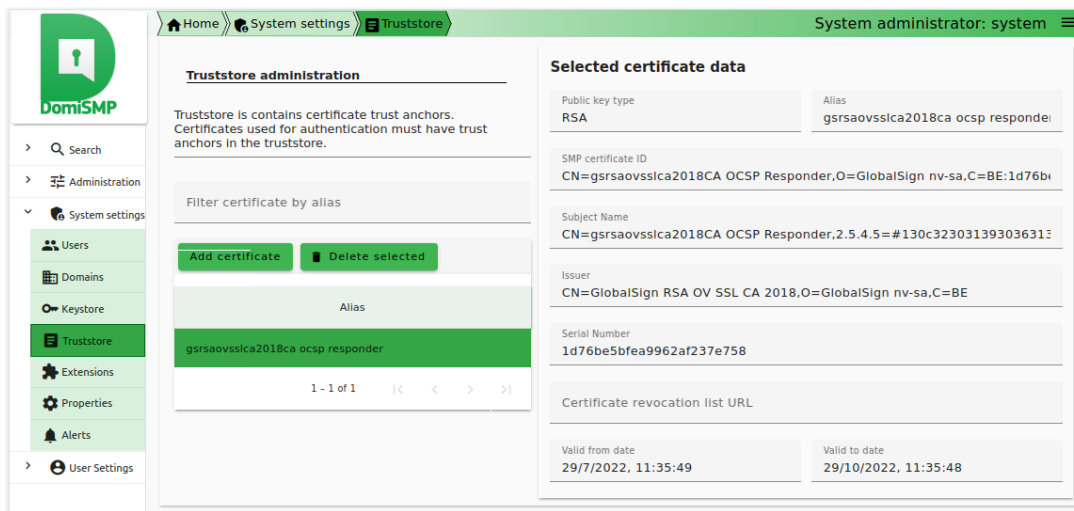 Home
System settings
Truststore
System administrator: system
DomiSMP
Search
Administration
System settings
Users
Domains
Keystore
Truststore
Extensions
Properties
Alerts
User Settings
Truststore administration
Truststore is contains certificate trust anchors.
Certificates used for authentication must have trust
anchors in the truststore.
Filter certificate by alias
Add certificate
Delete selected
Alias
gsrsaovsslca2018ca ocsp responder
1 – 1 of 1
Selected certificate data
Public key type
RSA
Alias
gsrsaovsslca2018ca ocsp responder
SMP certificate ID
CN=gsrsaovsslca2018CA OCSP Responder,O=GlobalSign nv-sa,C=BE:1d76be
Subject Name
CN=gsrsaovsslca2018CA OCSP Responder,2.5.4.5=#130c323031393036313
Issuer
CN=GlobalSign RSA OV SSL CA 2018,O=GlobalSign nv-sa,C=BE
Serial Number
1d76be5bfea9962af237e758
Certificate revocation list URL
Valid from date
29/7/2022, 11:35:49
Valid to date
29/10/2022, 11:35:48